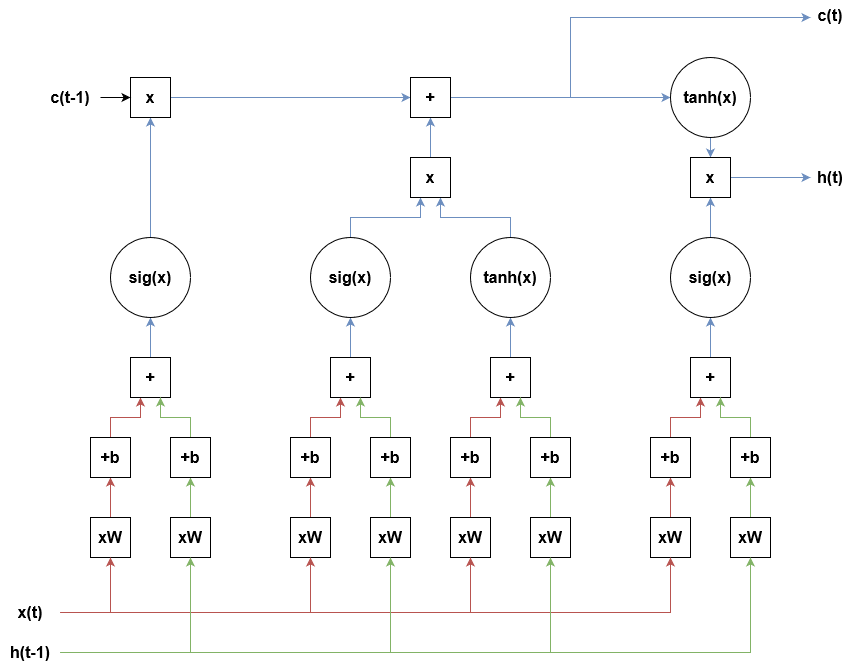 c(t)
c(t-1) x + tanh(x)
x x h(t)
sig(x) sig(x) tanh(x) sig(x)
+ + + +
+b +b +b +b +b +b +b +b
xW xW xW xW xW xW xW xW
x(t)
h(t-1)